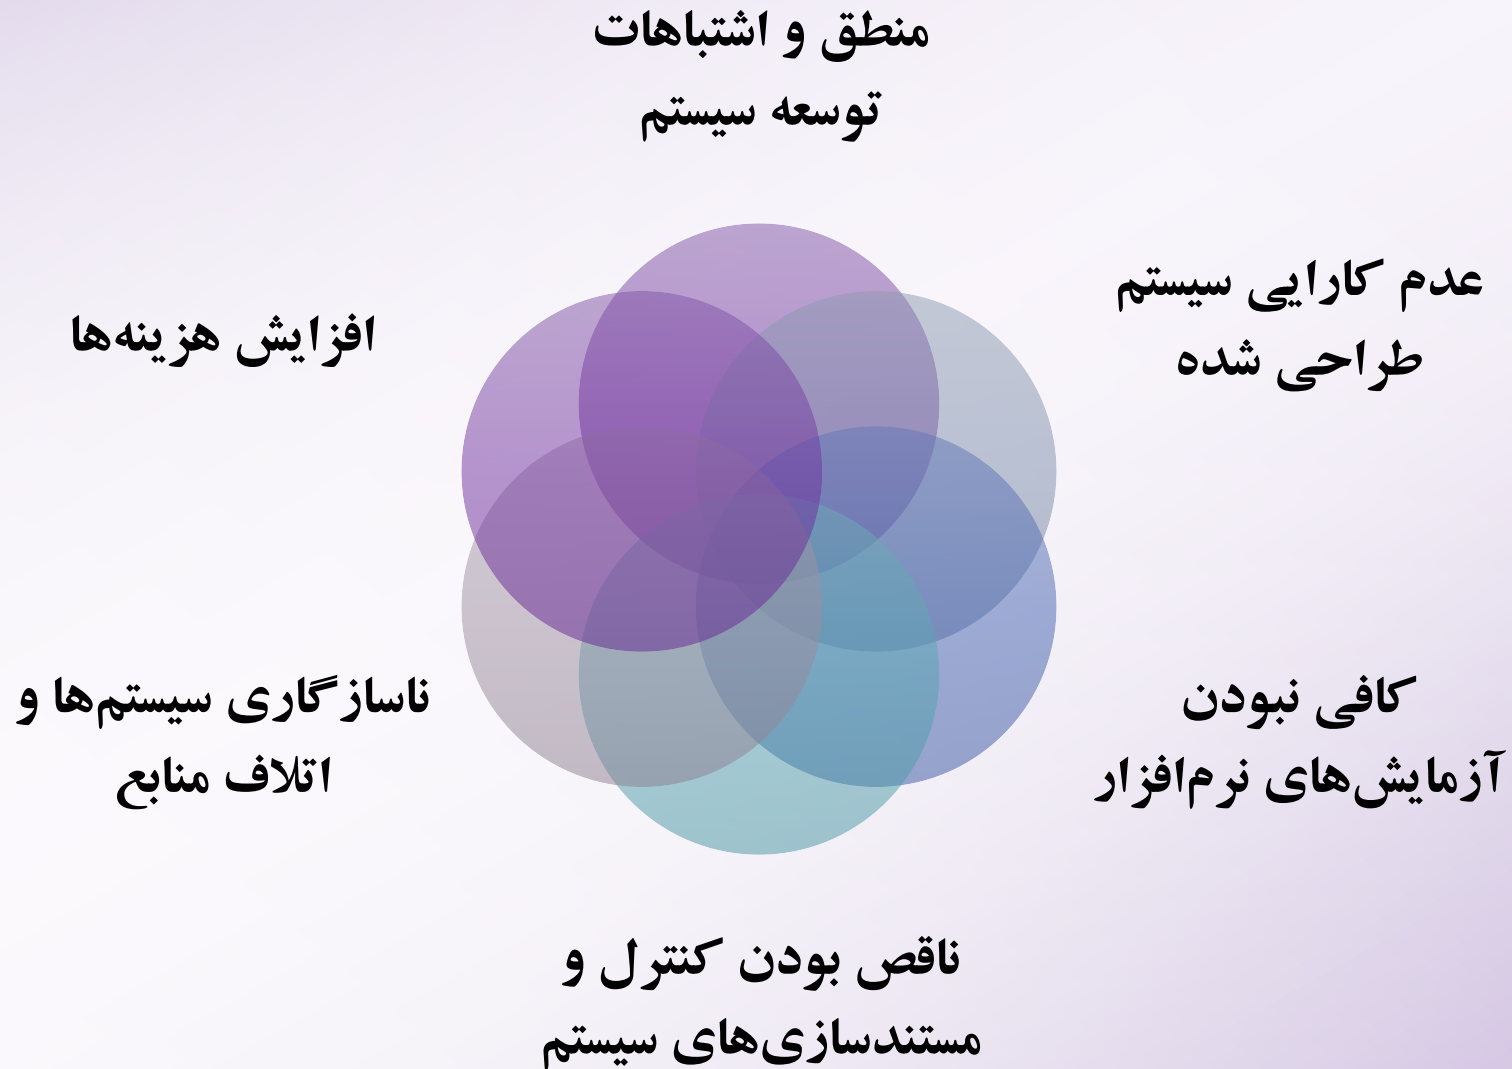 منطق و اشتباهات
توسعه سیستم
عدم کارایی سیستم
طراحی شده
کافی نبودن
آزمایش‌های نرم‌افزار
ناقص بودن کنترل و
مستندسازی‌های سیستم
ناسازگاری سیستم‌ها و
اتلاف منابع
افزایش هزینه‌ها